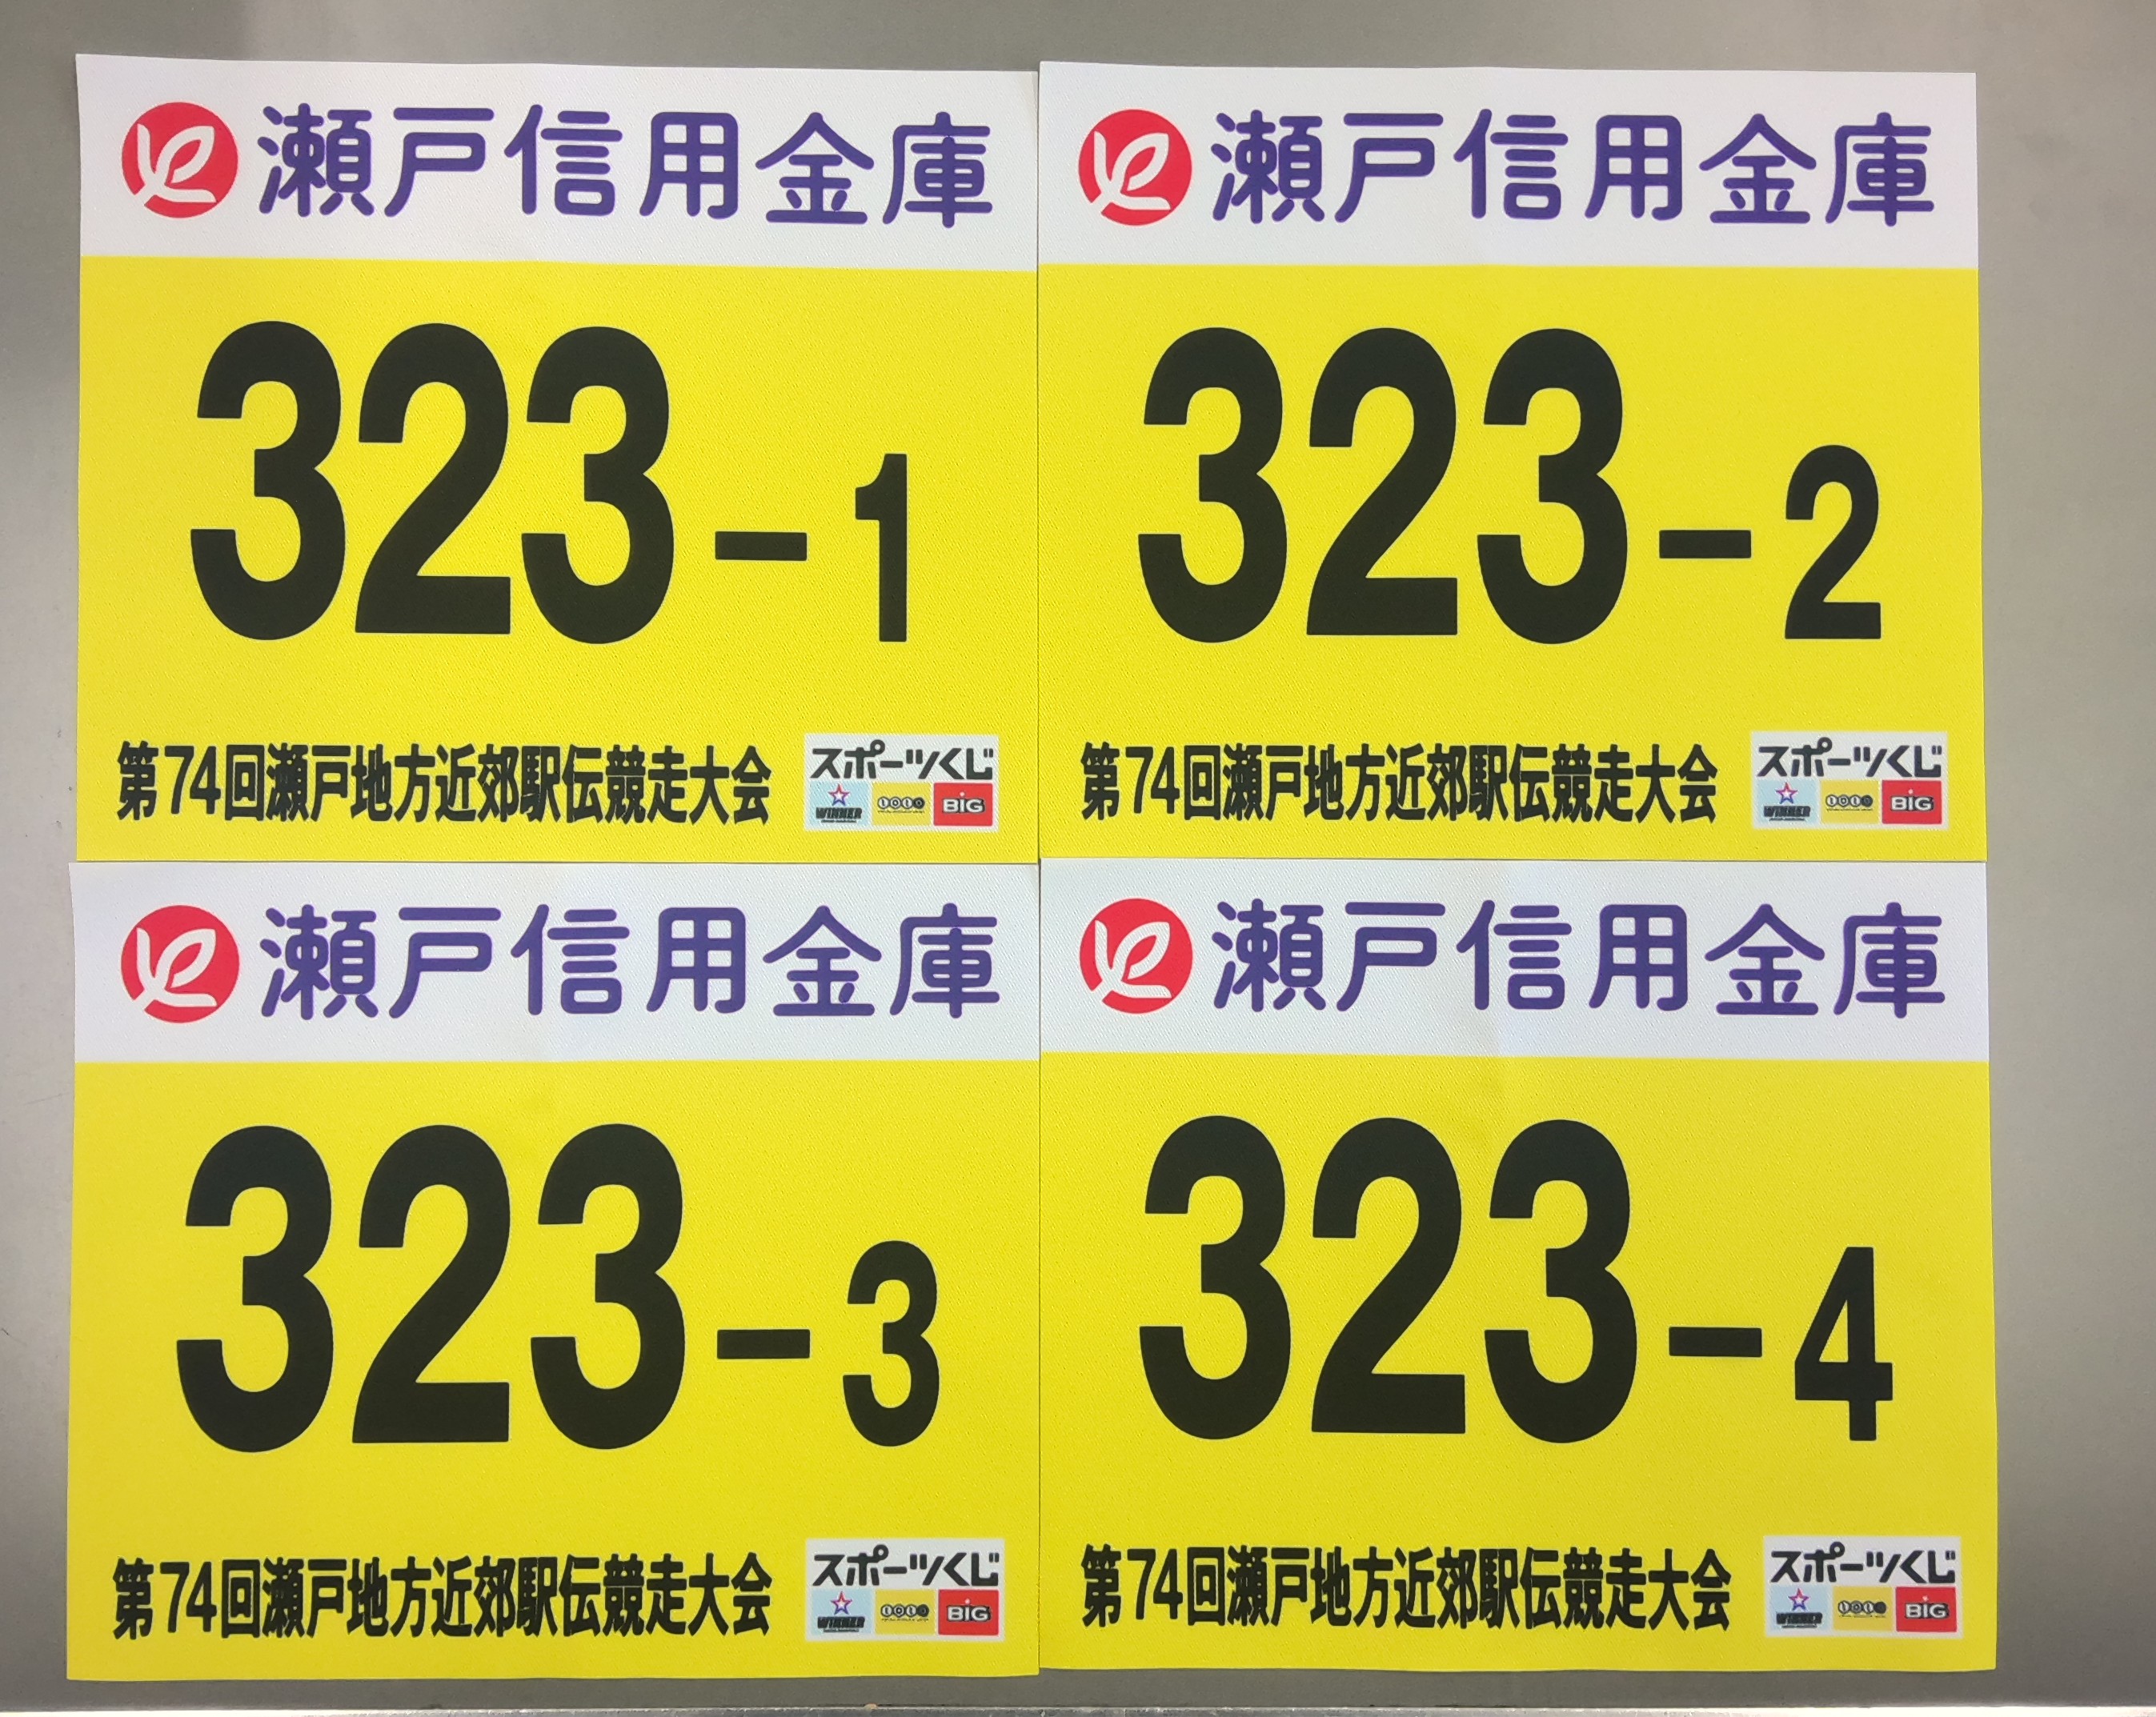 瀬戸信用金庫
323-1
第74回瀬戸地方近郊駅伝競走大会
スポーツくじ
WINNER toto BIG
瀬戸信用金庫
323-2
第74回瀬戸地方近郊駅伝競走大会
スポーツくじ
WINNER toto BIG
瀬戸信用金庫
323-3
第74回瀬戸地方近郊駅伝競走大会
スポーツくじ
WINNER toto BIG
瀬戸信用金庫
323-4
第74回瀬戸地方近郊駅伝競走大会
スポーツくじ
WINNER toto BIG